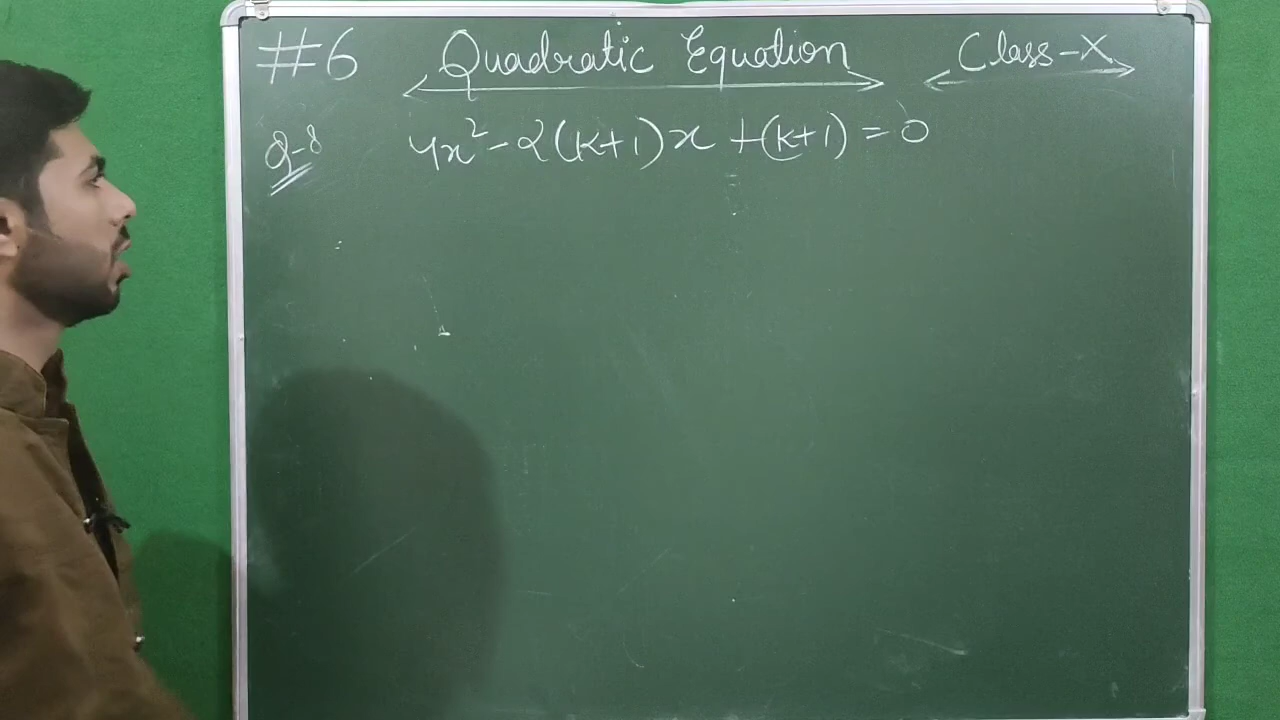 #6 Quadratic Equation Class-X
Q-8 4x² - 2(k+1)x + (k+1) = 0